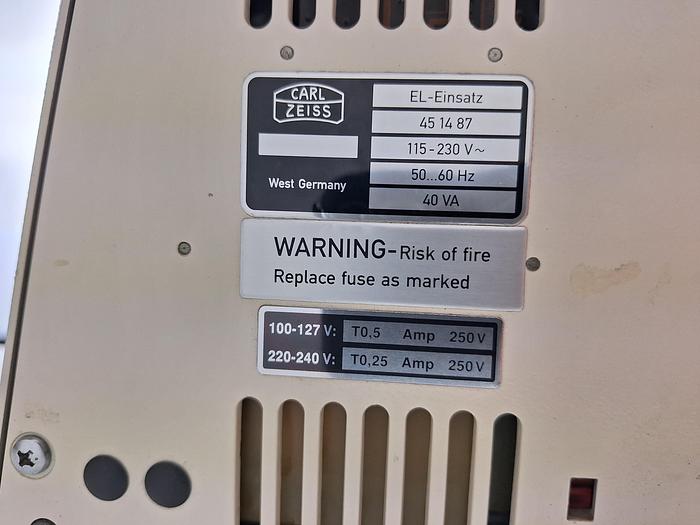 CARL
ZEISS
West Germany
EL-Einsatz
45 14 87
115-230 V~
50...60 Hz
40 VA
WARNING-Risk of fire
Replace fuse as marked
100-127 V: T0,5 Amp 250 V
220-240 V: T0,25 Amp 250 V